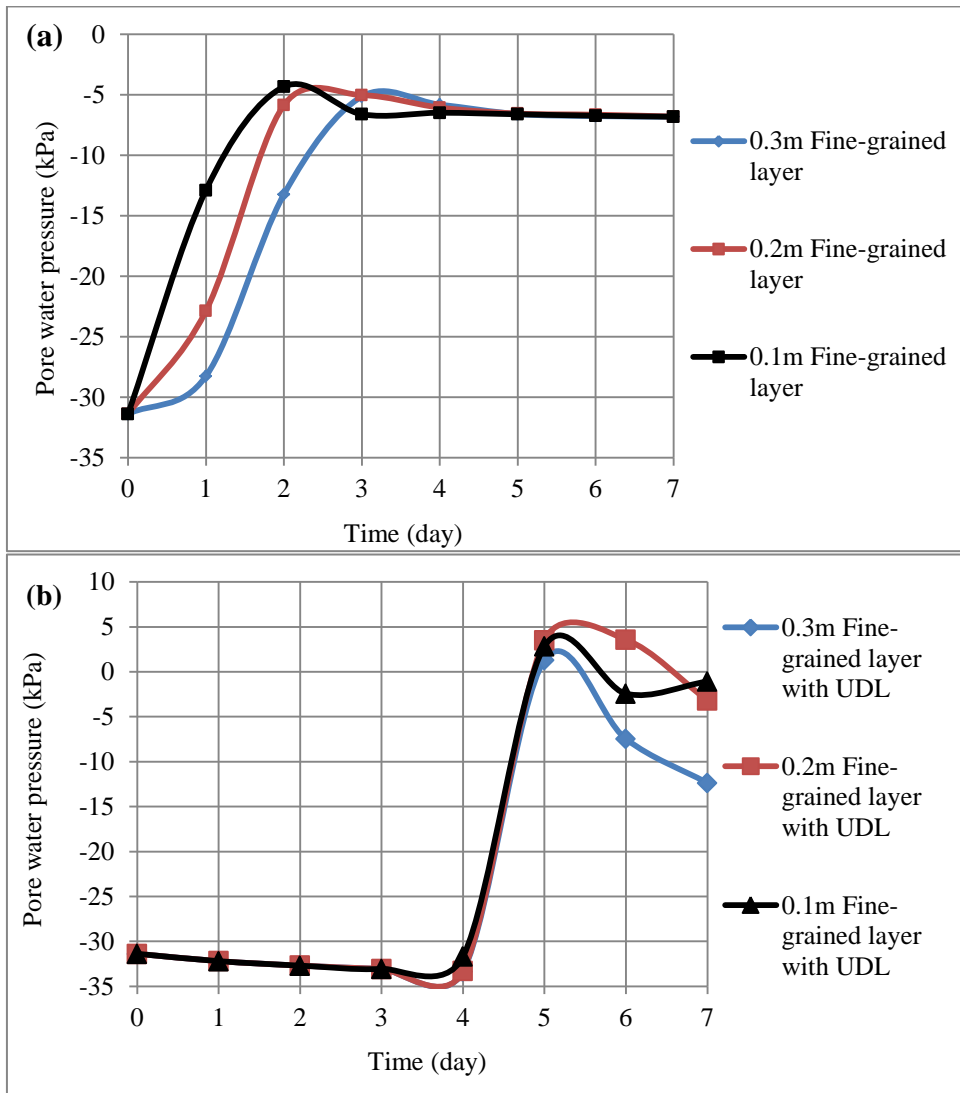 (a)
0
-5
-10
-15
-20
-25
-30
-35
Pore water pressure (kPa)
0 1 2 3 4 5 6 7
Time (day)
0.3m Fine-grained
layer
0.2m Fine-grained
layer
0.1m Fine-grained
layer
(b)
10
5
0
-5
-10
-15
-20
-25
-30
-35
Pore water pressure (kPa)
0 1 2 3 4 5 6 7
Time (day)
0.3m Fine-
grained layer
with UDL
0.2m Fine-
grained layer
with UDL
0.1m Fine-
grained layer
with UDL